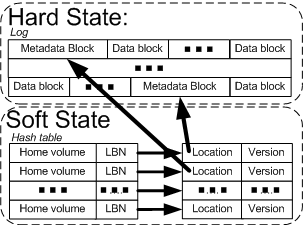 Hard State:
Log
Metadata Block Data block ■ ■ ■ Data block
■ ■ ■
Data block ■ ■ ■ Metadata Block Data block
Soft State
Hash table
Home volume LBN Location Version
Home volume LBN Location Version
■ ■ ■ ■ ■ ■ ■ ■ ■ ■ ■ ■
Home volume LBN Location Version